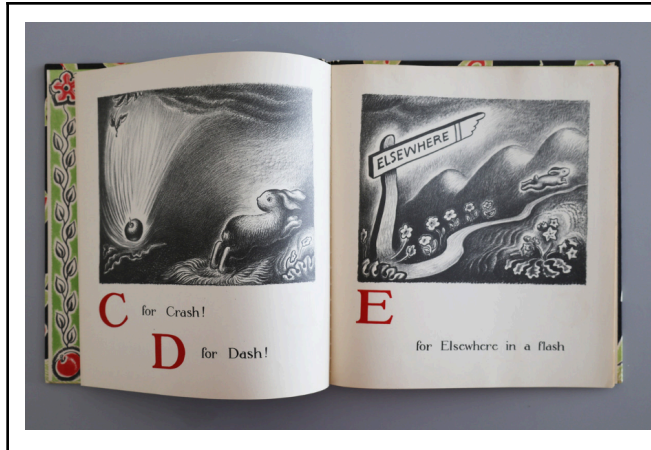 C for Crash!
D for Dash!
ELSEWHERE
E
for Elsewhere in a flash